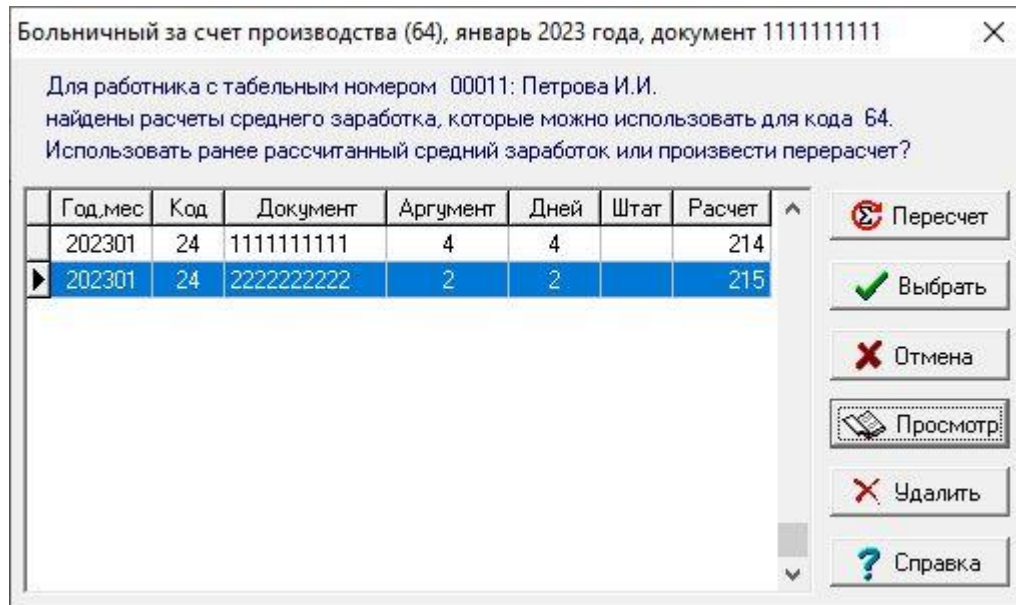 Больничный за счет производства (64), январь 2023 года, документ 1111111111
Для работника с табельным номером 00011: Петрова И.И.
найдены расчеты среднего заработка, которые можно использовать для кода 64.
Использовать ранее рассчитанный средний заработок или произвести перерасчет?
Год,мес Код Документ Аргумент Дней Штат Расчет
202301 24 1111111111 4 4 214
202301 24 2222222222 2 2 215
Пересчет
Выбрать
Отмена
Просмотр
Удалить
Справка